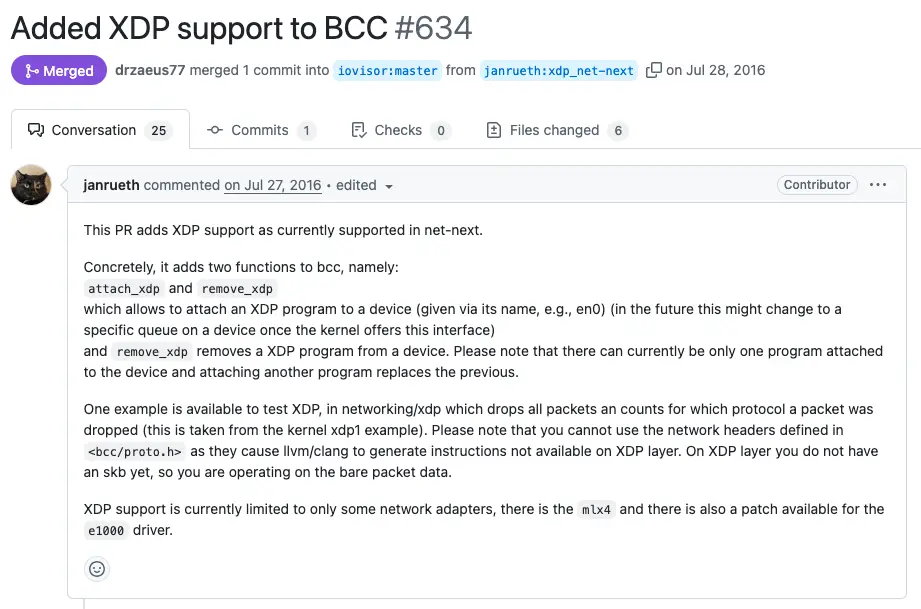 Added XDP support to BCC #634
Merged drzaeus77 merged 1 commit into iovisor:master from janrueth:xdp_net-next on Jul 28, 2016
Conversation 25 Commits 1 Checks 0 Files changed 6
janrueth commented on Jul 27, 2016 • edited Contributor
This PR adds XDP support as currently supported in net-next.
Concretely, it adds two functions to bcc, namely:
attach_xdp and remove_xdp
which allows to attach an XDP program to a device (given via its name, e.g., en0) (in the future this might change to a
specific queue on a device once the kernel offers this interface)
and remove_xdp removes a XDP program from a device. Please note that there can currently be only one program attached
to the device and attaching another program replaces the previous.
One example is available to test XDP, in networking/xdp which drops all packets an counts for which protocol a packet was
dropped (this is taken from the kernel xdp1 example). Please note that you cannot use the network headers defined in
<bcc/proto.h> as they cause llvm/clang to generate instructions not available on XDP layer. On XDP layer you do not have
an skb yet, so you are operating on the bare packet data.
XDP support is currently limited to only some network adapters, there is the mlx4 and there is also a patch available for the
e1000 driver.